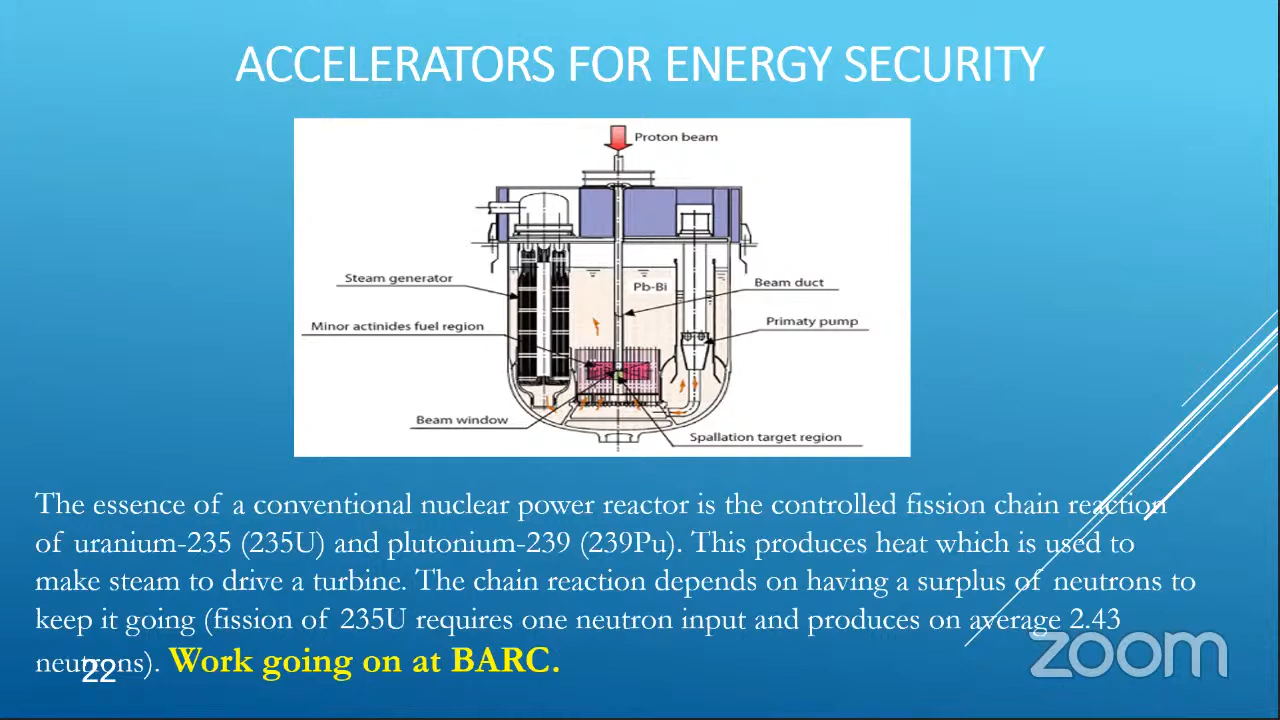 ACCELERATORS FOR ENERGY SECURITY
Proton beam
Steam generator
Pb-Bi
Beam duct
Minor actinides fuel region
Primaty pump
Beam window
Spallation target region
The essence of a conventional nuclear power reactor is the controlled fission chain reaction
of uranium-235 (235U) and plutonium-239 (239Pu). This produces heat which is used to
make steam to drive a turbine. The chain reaction depends on having a surplus of neutrons to
keep it going (fission of 235U requires one neutron input and produces on average 2.43
neutrons). Work going on at BARC.
22
zoom